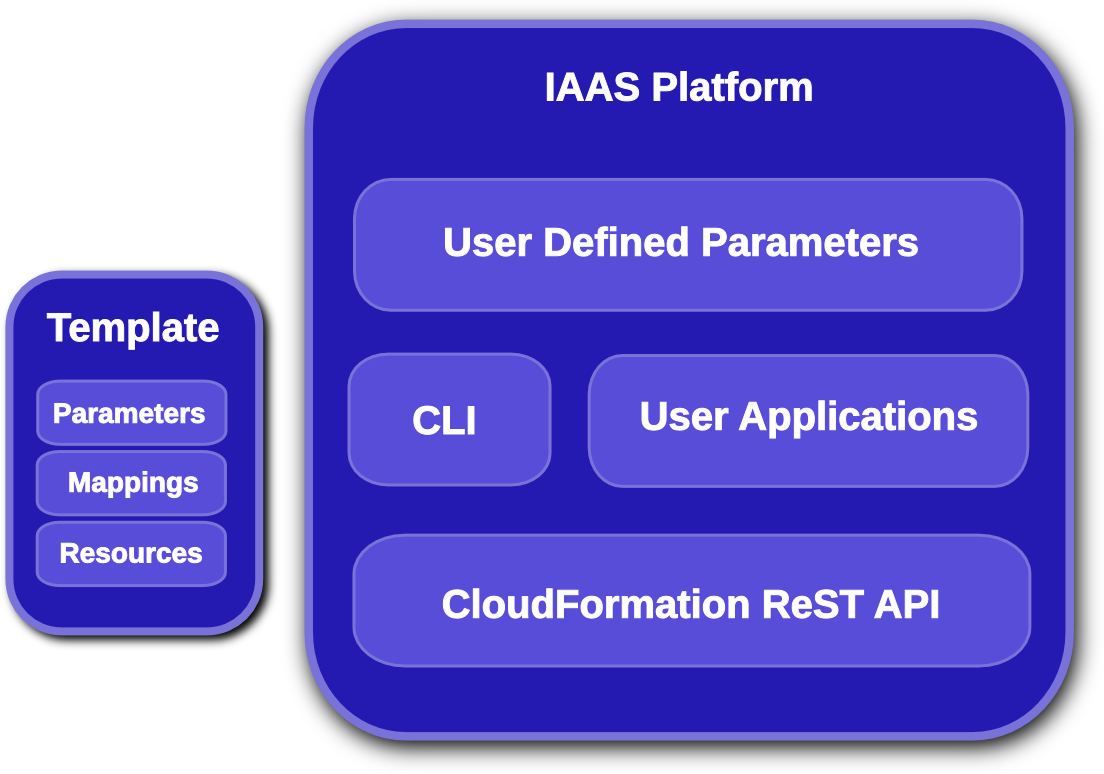 IAAS Platform
User Defined Parameters
Template
Parameters
Mappings
Resources
CLI
User Applications
CloudFormation ReST API